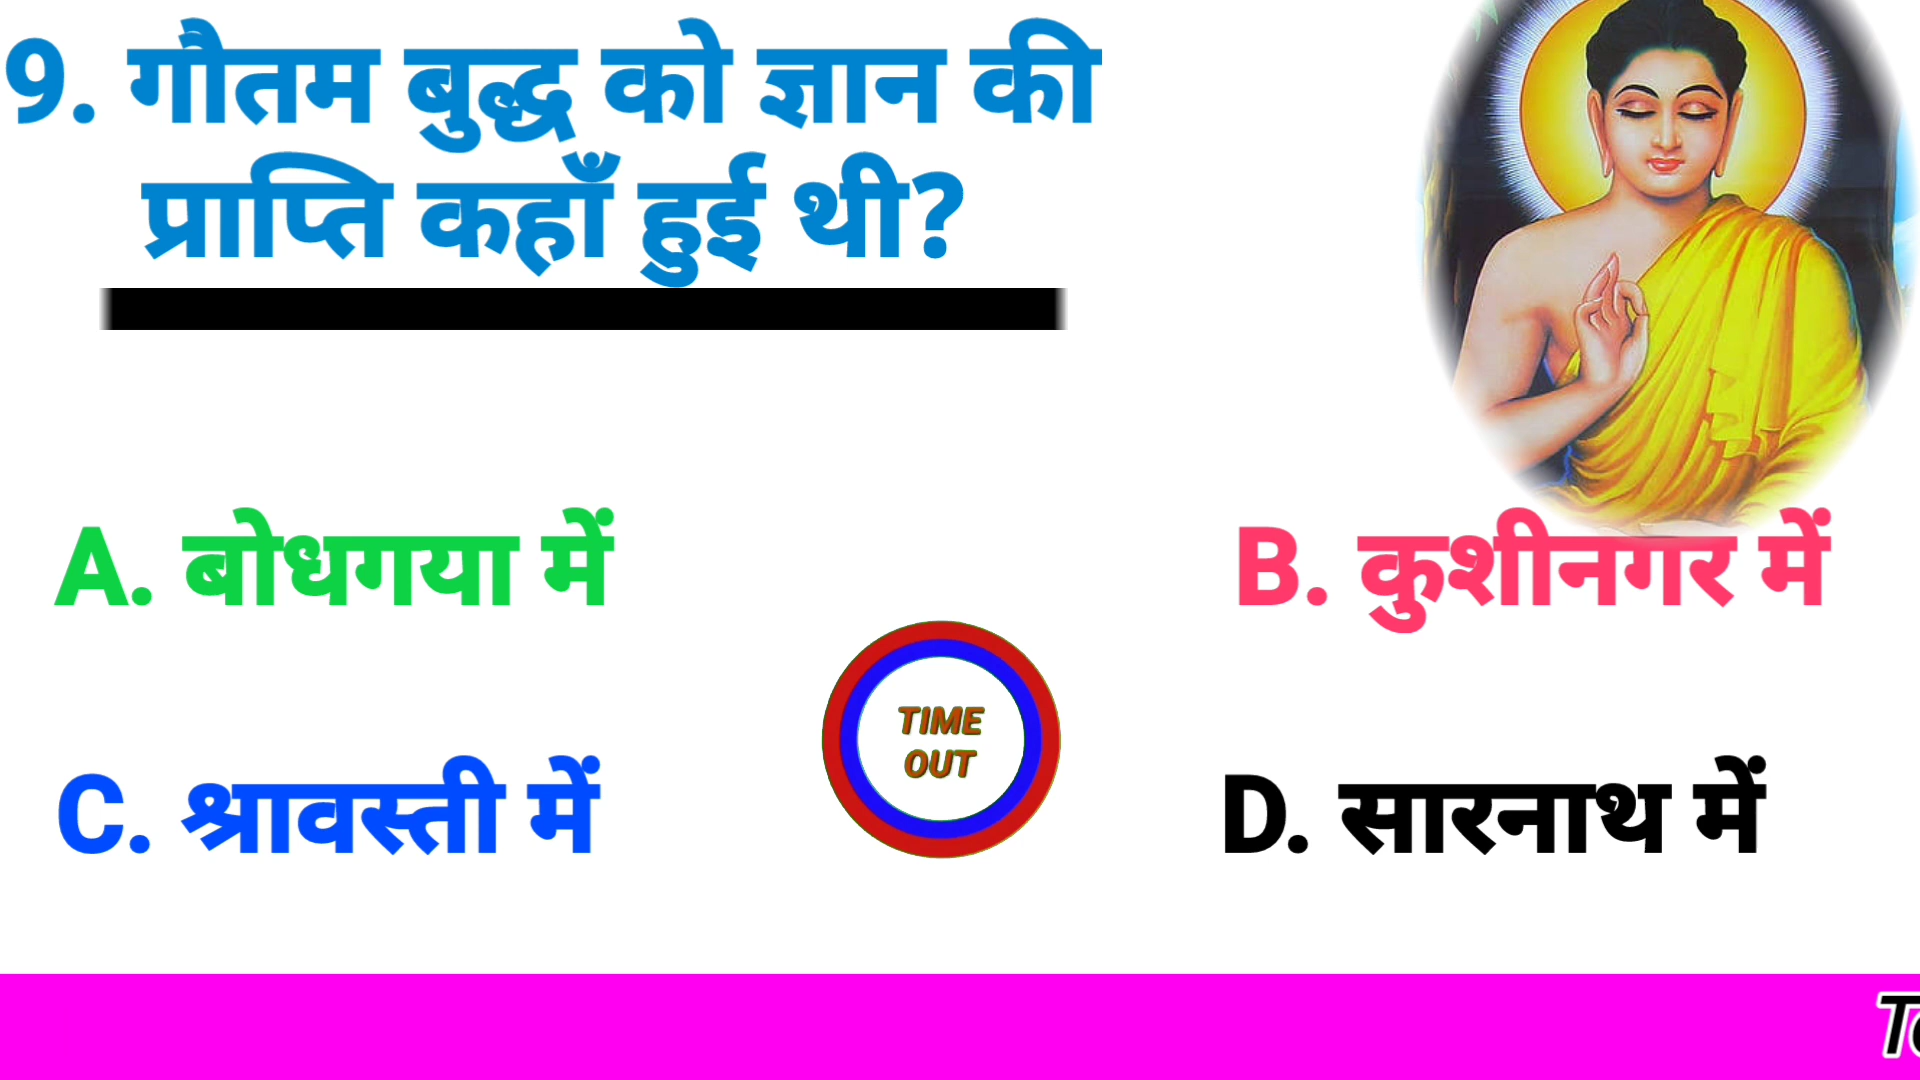 9. गौतम बुद्ध को ज्ञान की
प्राप्ति कहाँ हुई थी?
A. बोधगया में
B. कुशीनगर में
TIME
OUT
C. श्रावस्ती में
D. सारनाथ में